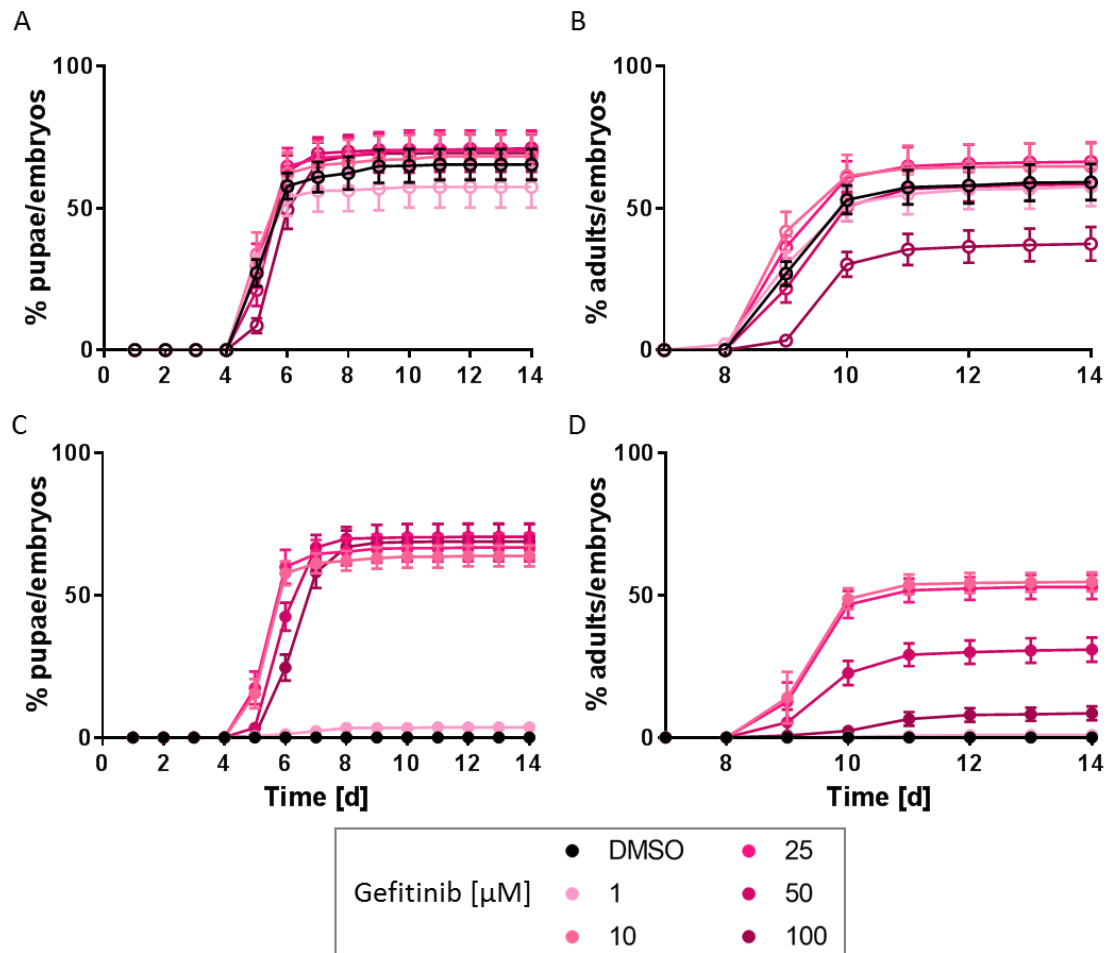 A
B
100
50
0
% pupae/embryos
0 2 4 6 8 10 12 14
100
50
0
% adults/embryos
8 10 12 14
C
D
100
50
0
% pupae/embryos
0 2 4 6 8 10 12 14
Time [d]
100
50
0
% adults/embryos
8 10 12 14
Time [d]
Gefitinib [µM]
DMSO
1
10
25
50
100